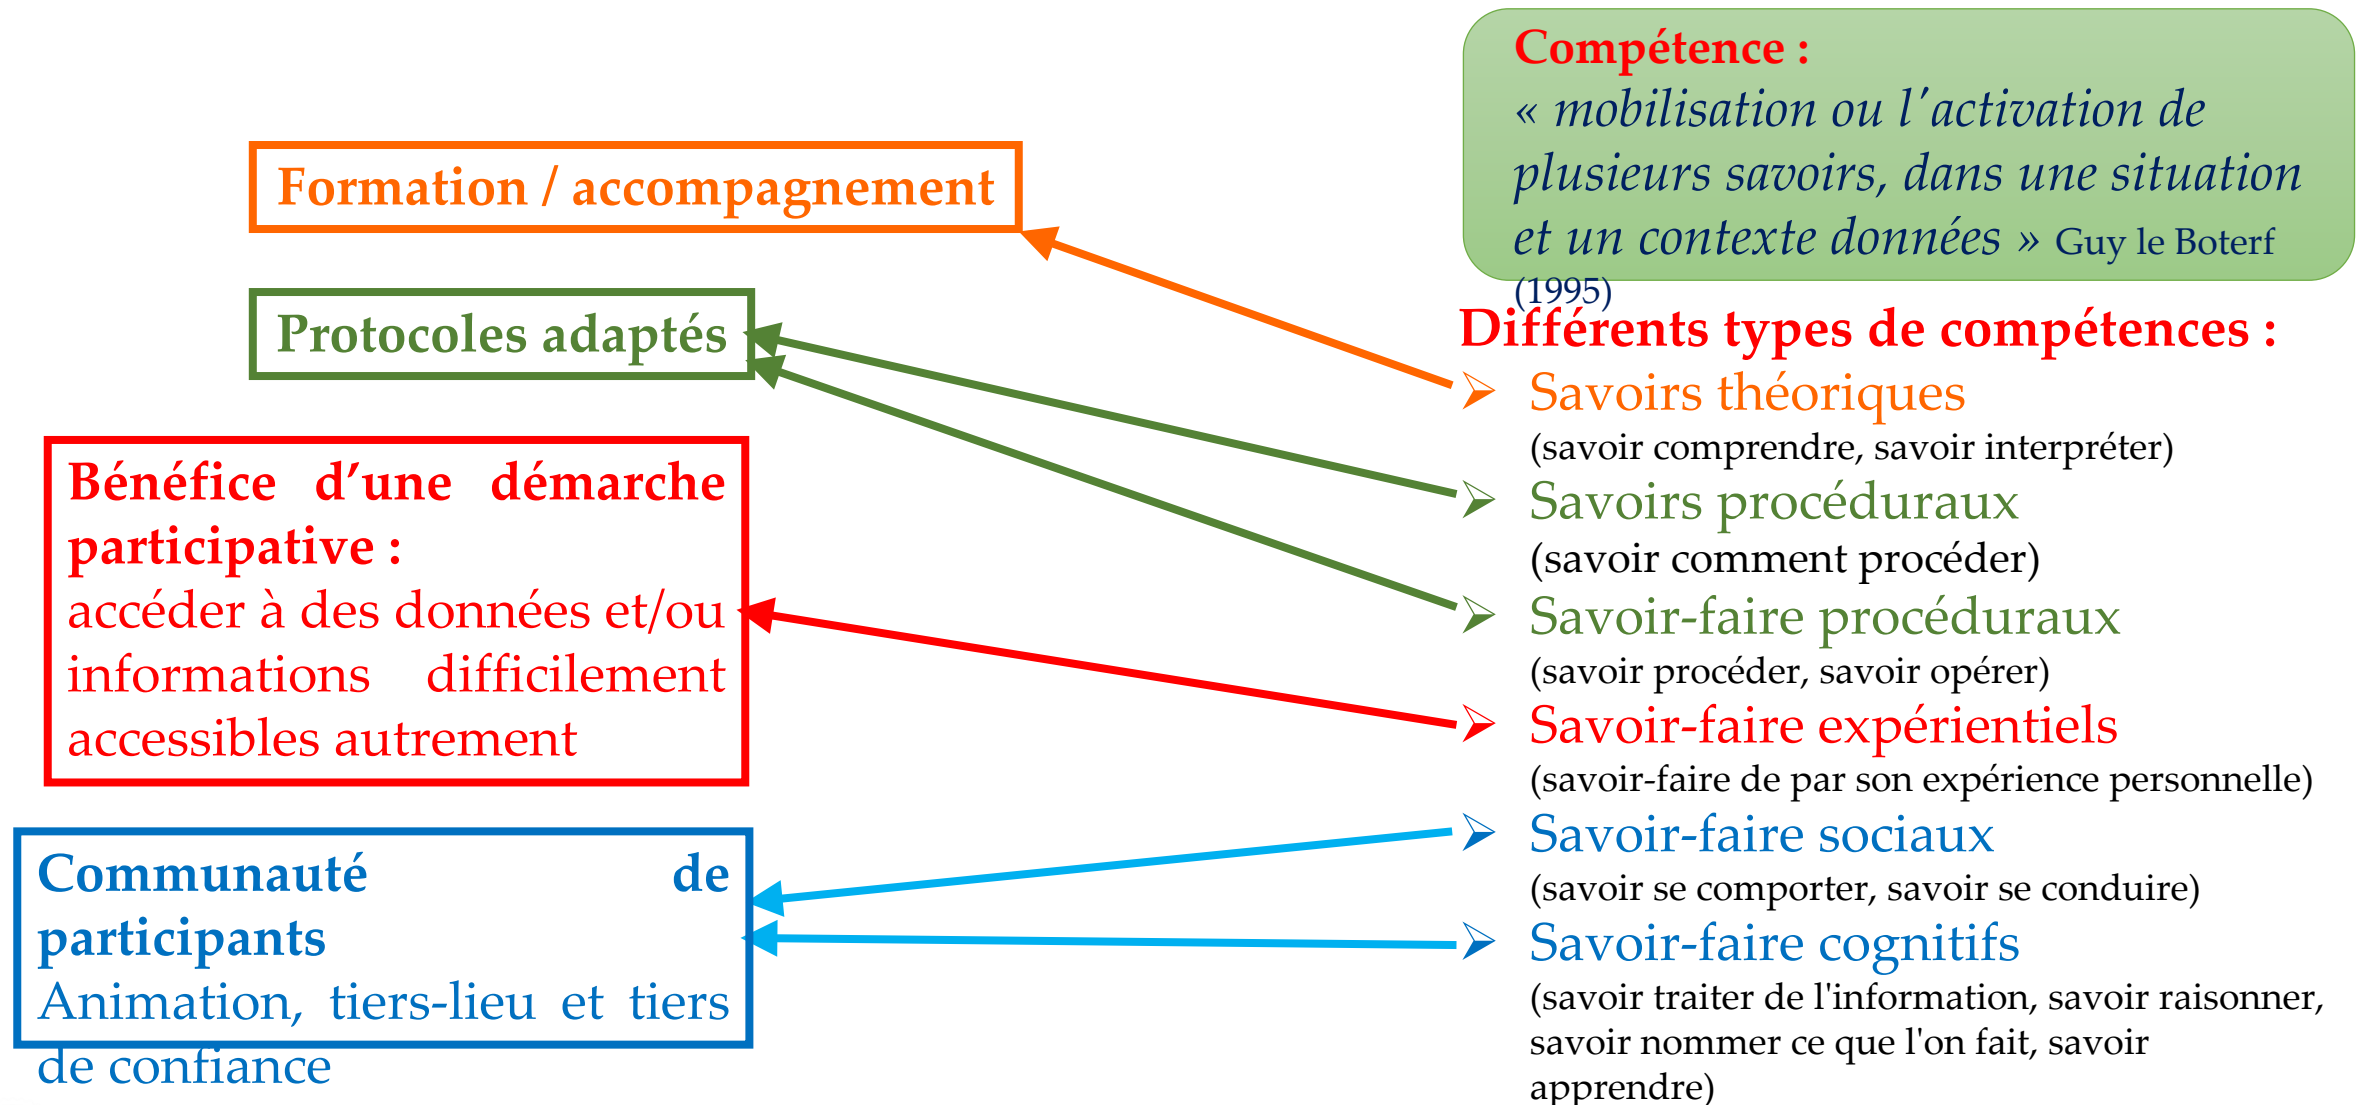 Formation / accompagnement
Protocoles adaptés
Bénéfice d’une démarche
participative :
accéder à des données et/ou
informations difficilement
accessibles autrement
Communauté de
participants
Animation, tiers-lieu et tiers
de confiance
Compétence :
« mobilisation ou l'activation de
plusieurs savoirs, dans une situation
et un contexte données » Guy le Boterf
(1995)
Différents types de compétences :
Savoirs théoriques
(savoir comprendre, savoir interpréter)
Savoirs procéduraux
(savoir comment procéder)
Savoir-faire procéduraux
(savoir procéder, savoir opérer)
Savoir-faire expérientiels
(savoir-faire de par son expérience personnelle)
Savoir-faire sociaux
(savoir se comporter, savoir se conduire)
Savoir-faire cognitifs
(savoir traiter de l'information, savoir raisonner,
savoir nommer ce que l'on fait, savoir
apprendre)